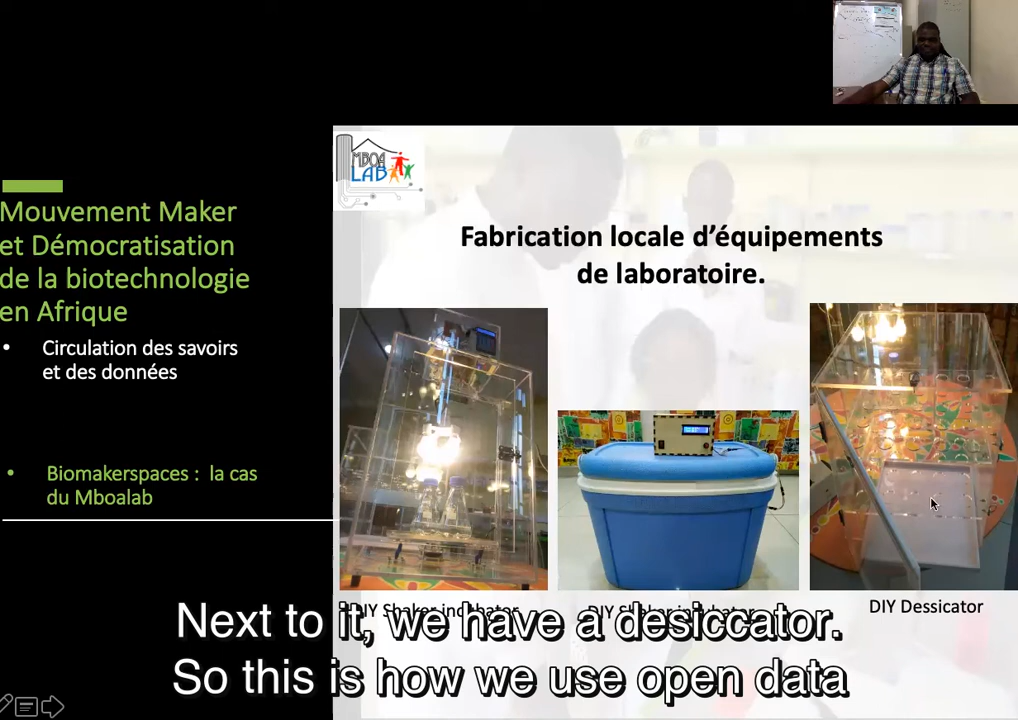 Mouvement Maker
et Démocratisation
de la biotechnologie
en Afrique
• Circulation des savoirs
et des données
• Biomakerspaces : la cas
du Mboalab
MBOA
LAB
Fabrication locale d’équipements
de laboratoire.
DIY Shaker incubator
DIY Shaker incubator
DIY Dessicator
Next to it, we have a desiccator.
So this is how we use open data